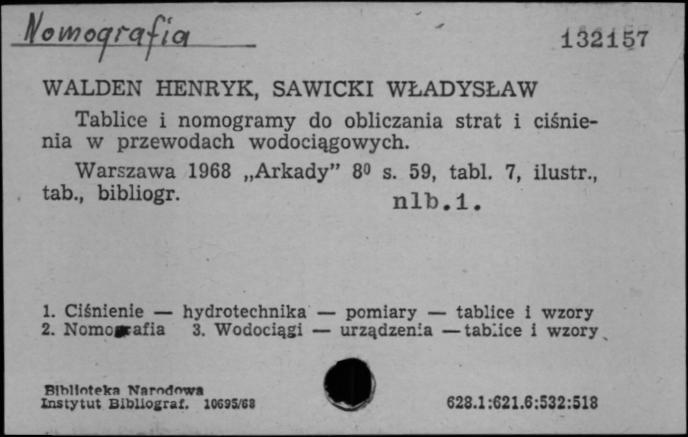 Nomografia
132157
WALDEN HENRYK, SAWICKI WŁADYSŁAW
Tablice i nomogramy do obliczania strat i ciśnie-
nia w przewodach wodociągowych.
Warszawa 1968 „Arkady” 8⁰ s. 59, tabl. 7, ilustr.,
tab., bibliogr.
nlb.1.
1. Ciśnienie — hydrotechnika — pomiary — tablice i wzory
2. Nomografia 3. Wodociągi — urządzenia — tablice i wzory
Biblioteka Narodowa
Instytut Bibliograf. 10695/68
628.1:621.6:532:518